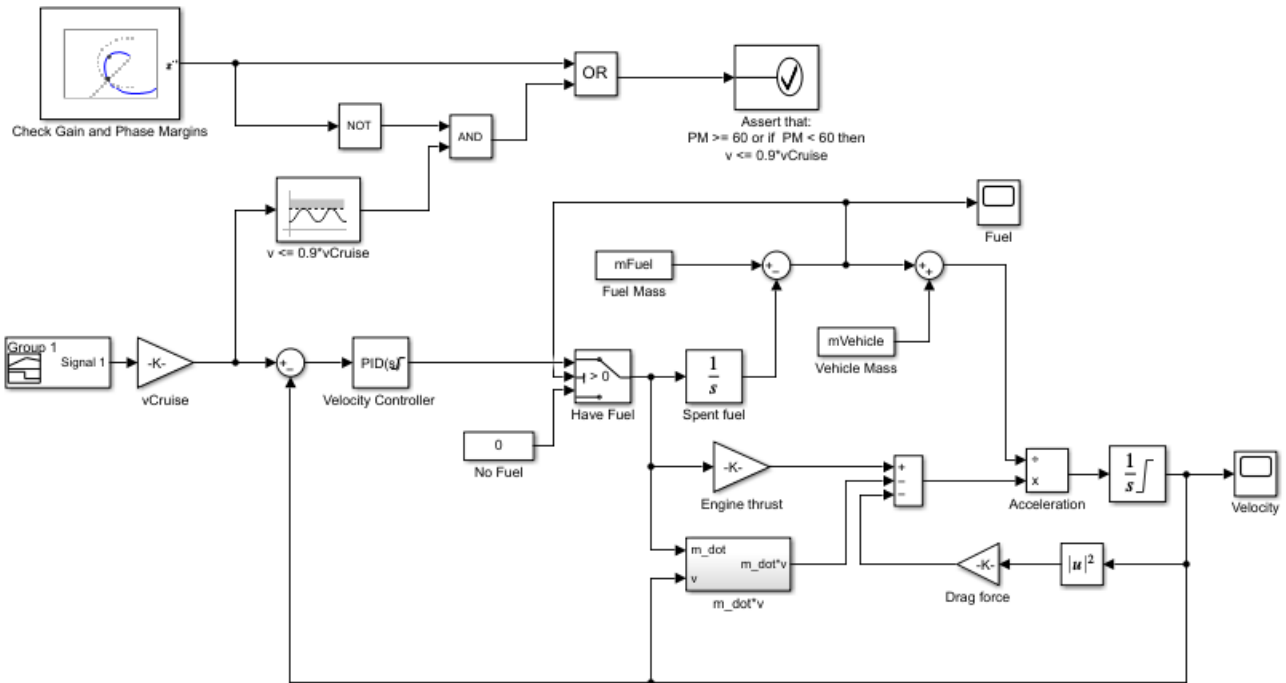 z⁻¹
OR
Check Gain and Phase Margins
NOT
AND
Assert that:
PM >= 60 or if PM < 60 then
v <= 0.9*vCruise
v <= 0.9*vCruise
Fuel
mFuel
Fuel Mass
+
−
+
+
mVehicle
Vehicle Mass
Group 1
Signal 1
-K-
vCruise
+
−
PID(s)
Velocity Controller
> 0
Have Fuel
1
s
Spent fuel
0
No Fuel
-K-
Engine thrust
+
−
−
÷
x
Acceleration
1
s
Velocity
m_dot
v
m_dot*v
m_dot*v
-K-
Drag force
|u|²